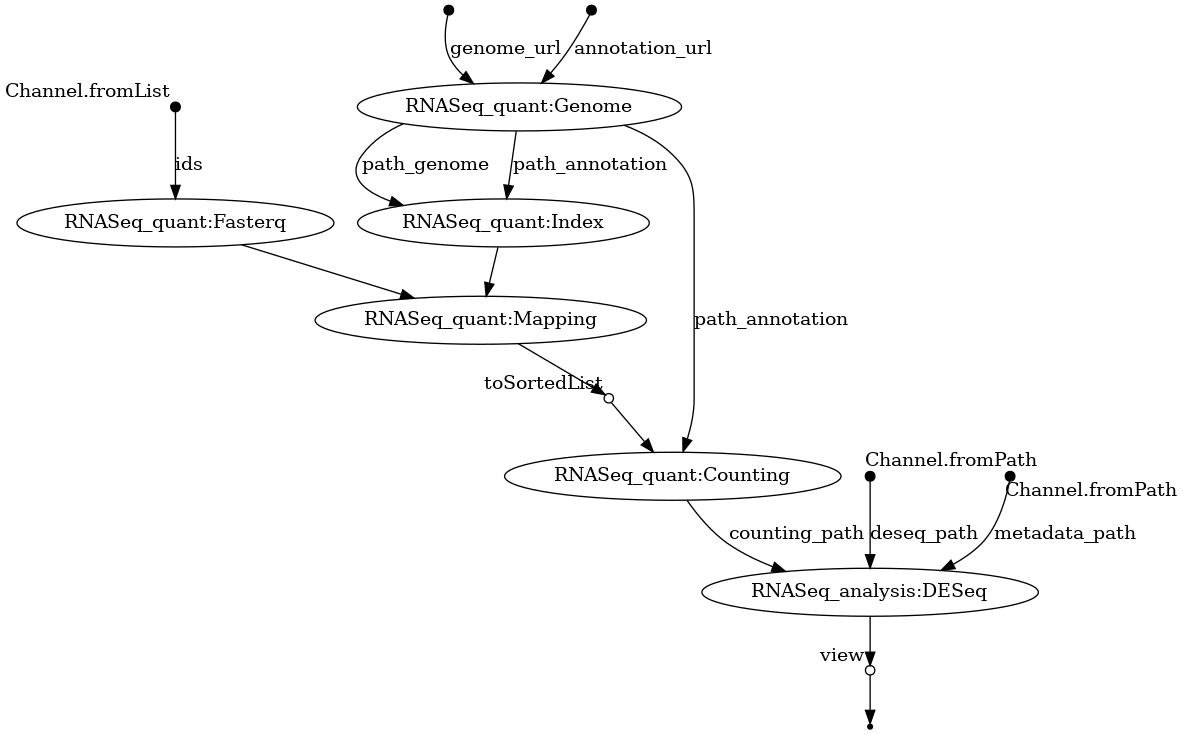 genome_url
annotation_url
Channel.fromList
RNASeq_quant:Genome
ids
path_genome
path_annotation
RNASeq_quant:Fasterq
RNASeq_quant:Index
RNASeq_quant:Mapping
path_annotation
toSortedList
Channel.fromPath
RNASeq_quant:Counting
Channel.fromPath
counting_path
deseq_path
metadata_path
RNASeq_analysis:DESeq
view